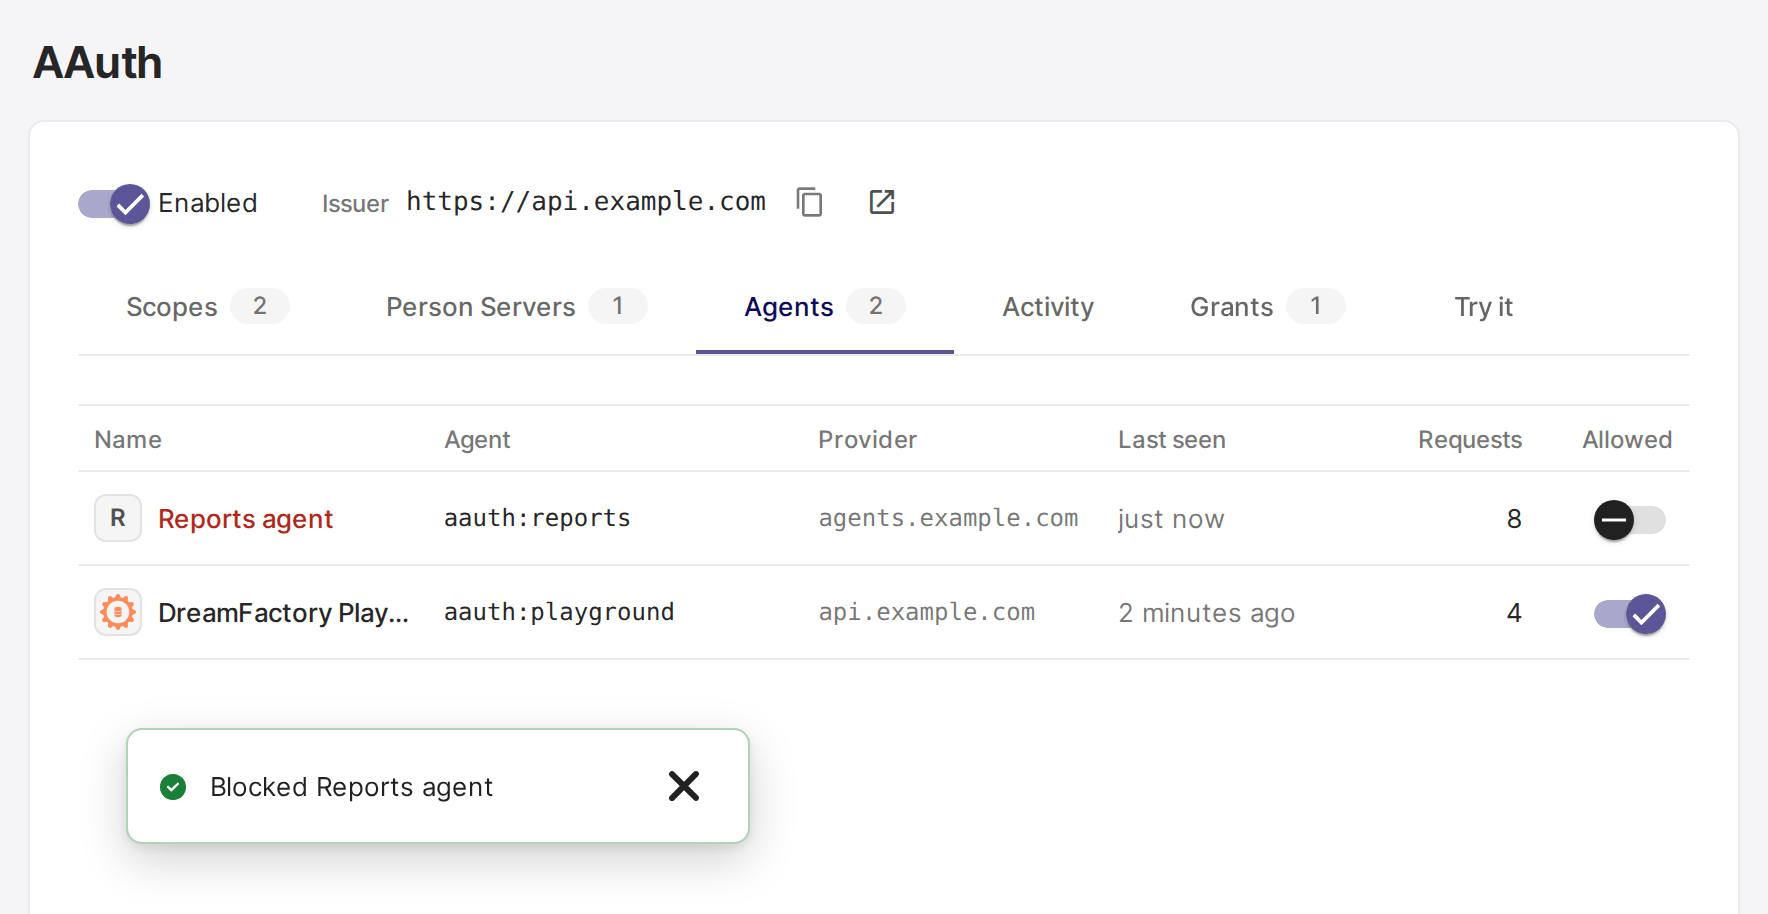 AAuth
Enabled Issuer https://api.example.com
Scopes 2 Person Servers 1 Agents 2 Activity Grants 1 Try it
Name Agent Provider Last seen Requests Allowed
R Reports agent aauth:reports agents.example.com just now 8
DreamFactory Play... aauth:playground api.example.com 2 minutes ago 4
Blocked Reports agent